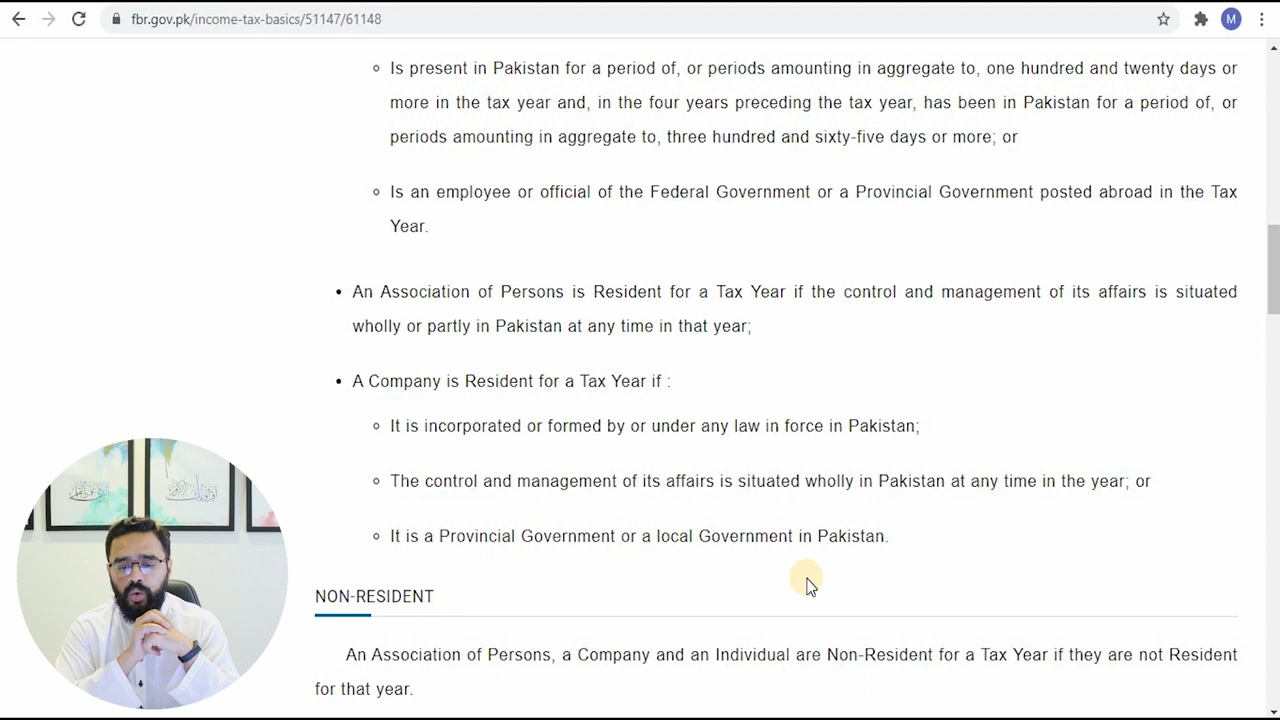 fbr.gov.pk/income-tax-basics/51147/61148
M
Is present in Pakistan for a period of, or periods amounting in aggregate to, one hundred and twenty days or
more in the tax year and, in the four years preceding the tax year, has been in Pakistan for a period of, or
periods amounting in aggregate to, three hundred and sixty-five days or more; or
Is an employee or official of the Federal Government or a Provincial Government posted abroad in the Tax
Year.
An Association of Persons is Resident for a Tax Year if the control and management of its affairs is situated
wholly or partly in Pakistan at any time in that year;
A Company is Resident for a Tax Year if :
It is incorporated or formed by or under any law in force in Pakistan;
The control and management of its affairs is situated wholly in Pakistan at any time in the year; or
It is a Provincial Government or a local Government in Pakistan.
NON-RESIDENT
An Association of Persons, a Company and an Individual are Non-Resident for a Tax Year if they are not Resident
for that year.